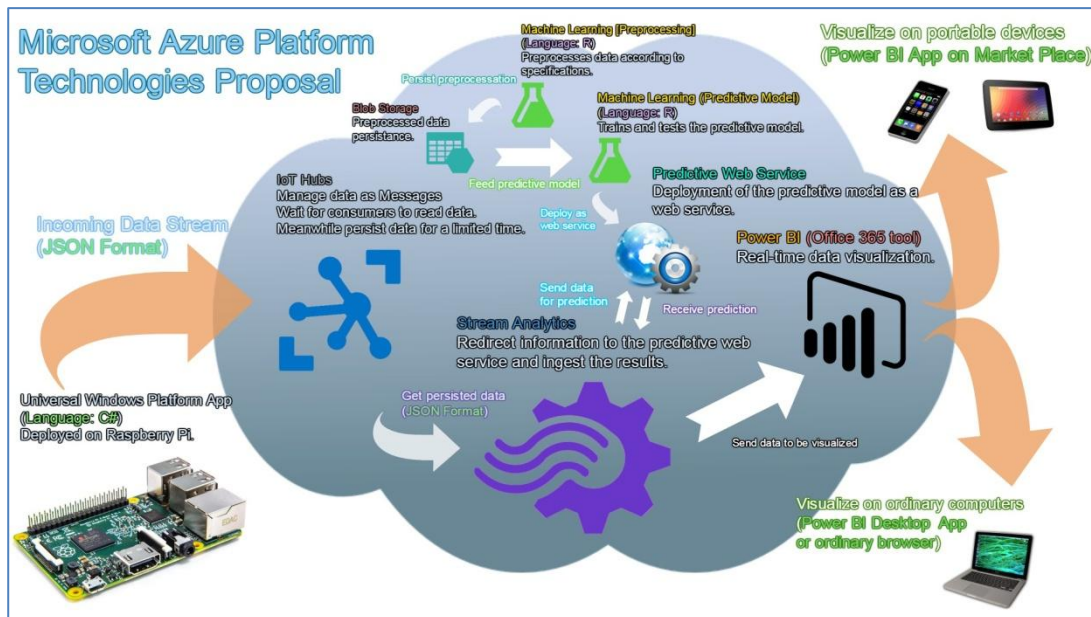 Microsoft Azure Platform
Technologies Proposal
Machine Learning [Preprocessing]
(Language: R)
Preprocesses data according to
specifications.
Persist preprocessation
Blob Storage
Preprocessed data
persistance.
Machine Learning (Predictive Model)
(Language: R)
Trains and tests the predictive model.
Feed predictive model
Visualize on portable devices
(Power BI App on Market Place)
IoT Hubs
Manage data as Messages
Wait for consumers to read data.
Meanwhile persist data for a limited time.
Predictive Web Service
Deployment of the predictive model as a
web service.
Deploy as
web service
Incoming Data Stream
(JSON Format)
Power BI (Office 365 tool)
Real-time data visualization.
Send data
for prediction
Receive prediction
Stream Analytics
Redirect information to the predictive web
service and ingest the results.
Get persisted data
(JSON Format)
Universal Windows Platform App
(Language: C#)
Deployed on Raspberry Pi.
Send data to be visualized
Visualize on ordinary computers
(Power BI Desktop App
or ordinary browser)